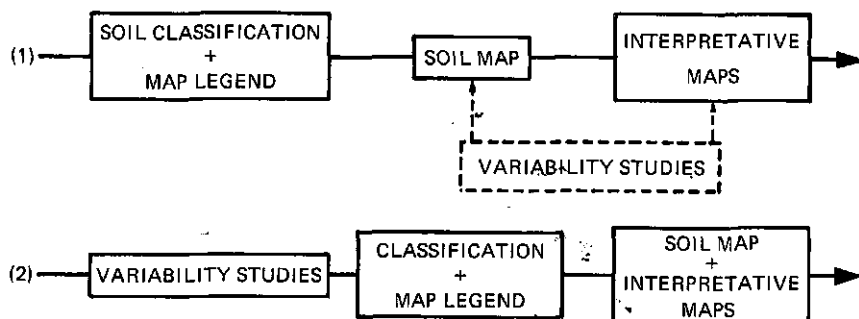 (1)
SOIL CLASSIFICATION
+
MAP LEGEND
SOIL MAP
INTERPRETATIVE
MAPS
VARIABILITY STUDIES
(2)
VARIABILITY STUDIES
CLASSIFICATION
+
MAP LEGEND
SOIL MAP
+
INTERPRETATIVE
MAPS